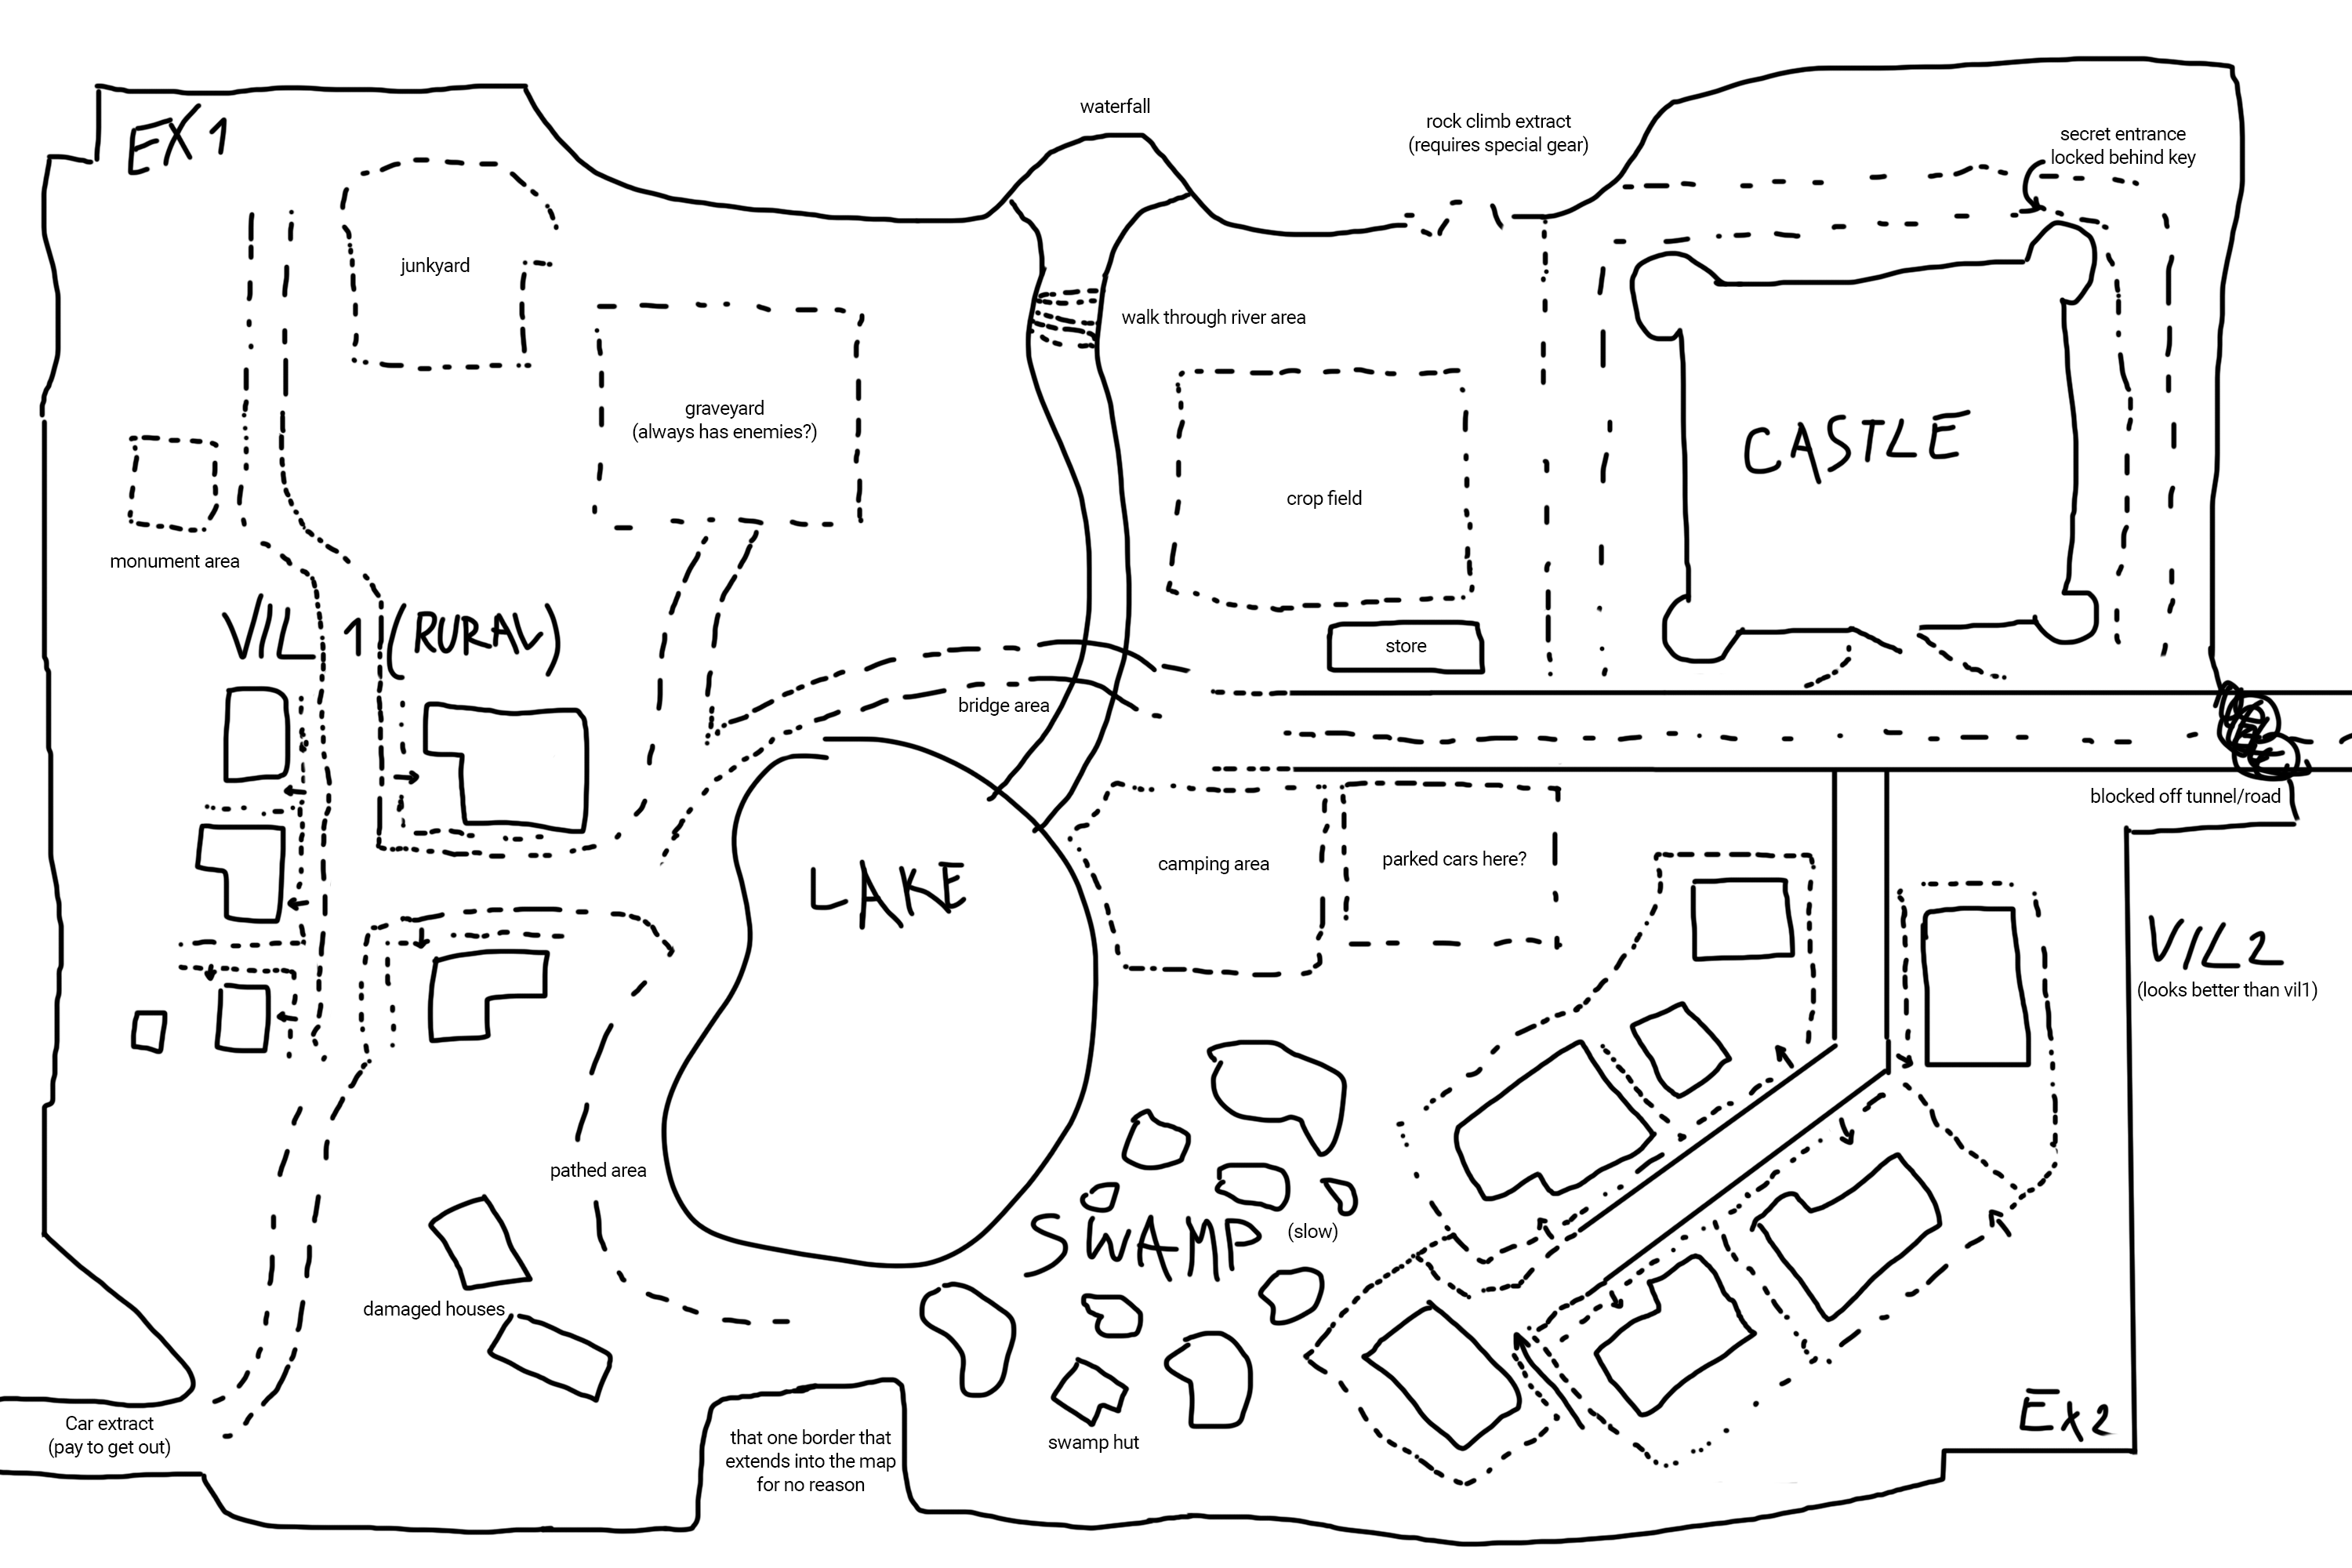 waterfall
EX 1
rock climb extract
(requires special gear)
secret entrance
locked behind key
junkyard
walk through river area
graveyard
(always has enemies?)
CASTLE
crop field
monument area
VIL 1 (RURAL)
store
bridge area
blocked off tunnel/road
LAKE
camping area
parked cars here?
VIL2
(looks better than vil1)
pathed area
SWAMP
(slow)
damaged houses
Car extract
(pay to get out)
that one border that
extends into the map
for no reason
swamp hut
Ex2